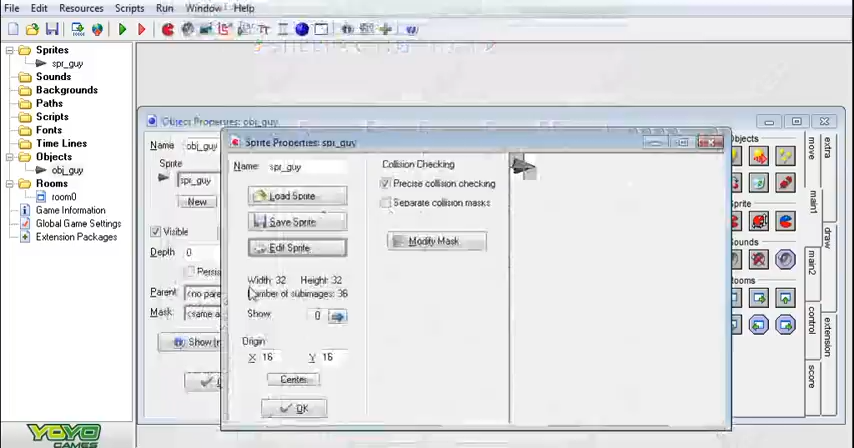 File Edit Resources Scripts Run Window Help
Sprites
spr_guy
Sounds
Backgrounds
Paths
Scripts
Fonts
Time Lines
Objects
obj_guy
Rooms
room0
Game Information
Global Game Settings
Extension Packages
YOYO
GAMES
Object Properties: obj_guy
Name obj_guy
Sprite
spr_guy
New
Visible
Depth 0
Parent <no pare
Mask: <same a
Sprite Properties: spr_guy
Name: spr_guy
Load Sprite
Save Sprite
Edit Sprite
Width: 32 Height: 32
Number of subimages: 36
Show 0
Origin
X 16 Y 16
Center
OK
Collision Checking
Precise collision checking
Separate collision masks
Modify Mask
Objects
Sprite
Sounds
Rooms
move
main1
main2
control
score
extra
draw
extension